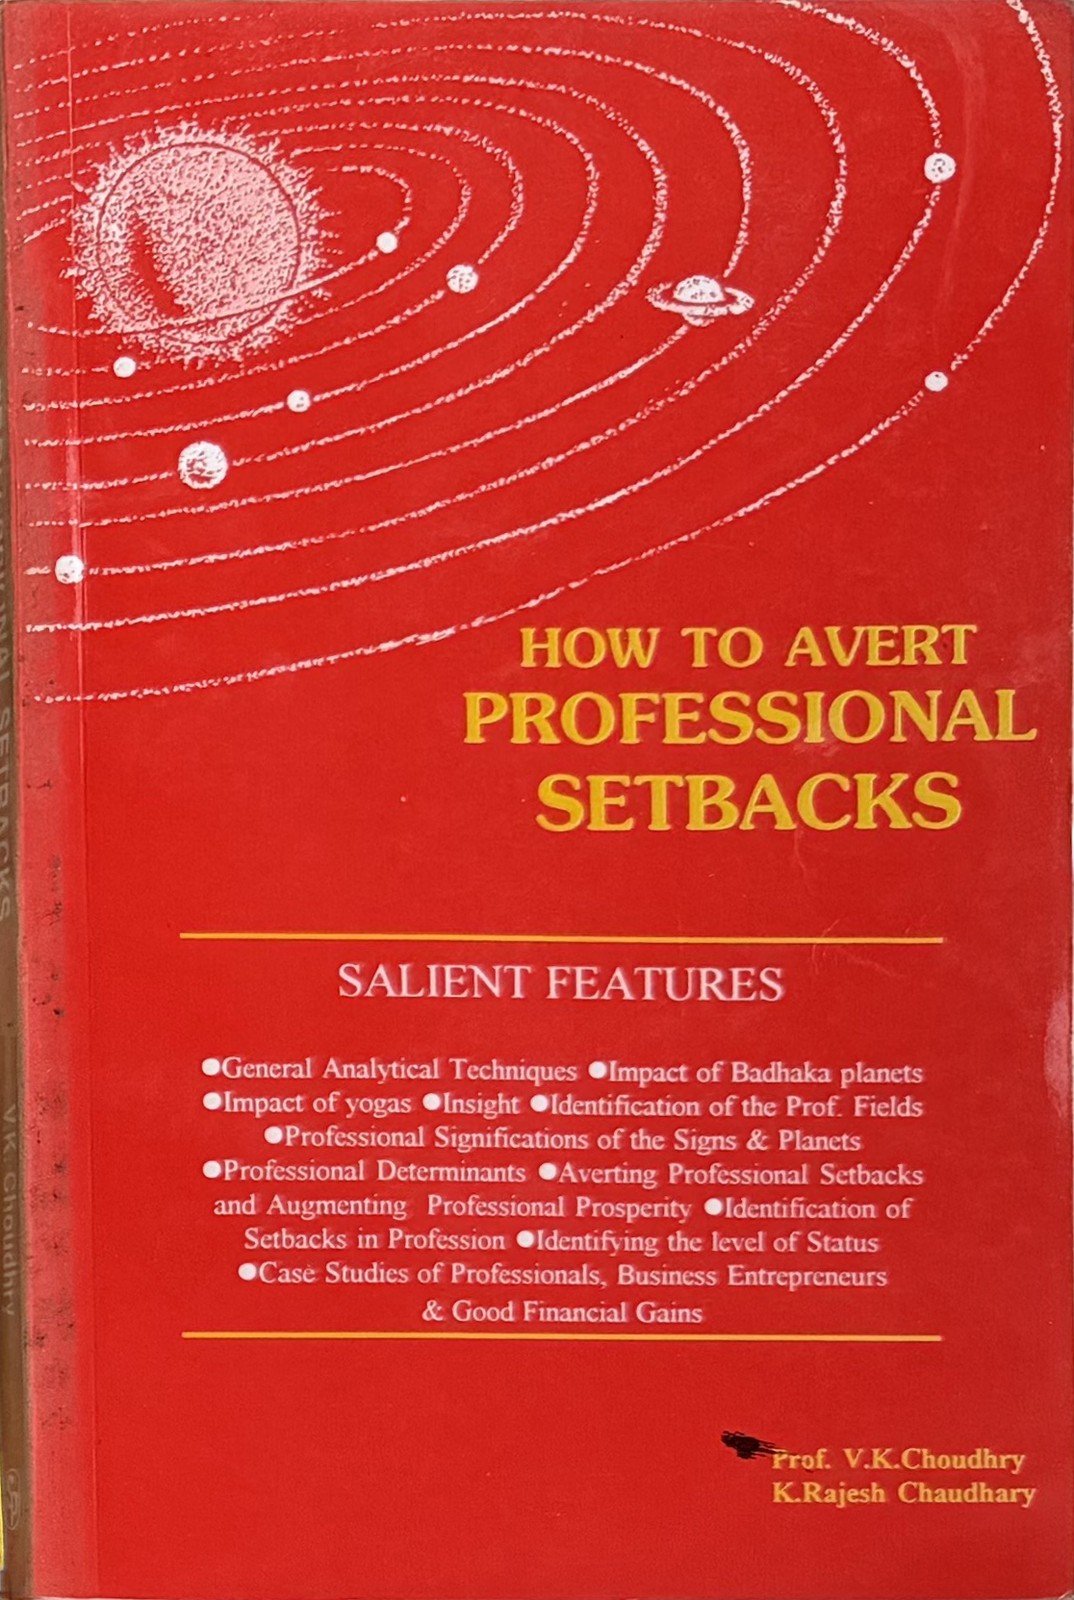 HOW TO AVERT
PROFESSIONAL
SETBACKS
SALIENT FEATURES
●General Analytical Techniques ●Impact of Badhaka planets
●Impact of yogas ●Insight ●Identification of the Prof. Fields
●Professional Significations of the Signs & Planets
●Professional Determinants ●Averting Professional Setbacks
and Augmenting Professional Prosperity ●Identification of
Setbacks in Profession ●Identifying the level of Status
●Case Studies of Professionals, Business Entrepreneurs
& Good Financial Gains
Prof. V.K.Choudhry
K.Rajesh Chaudhary
SETBACKS
V.K. Choudhry